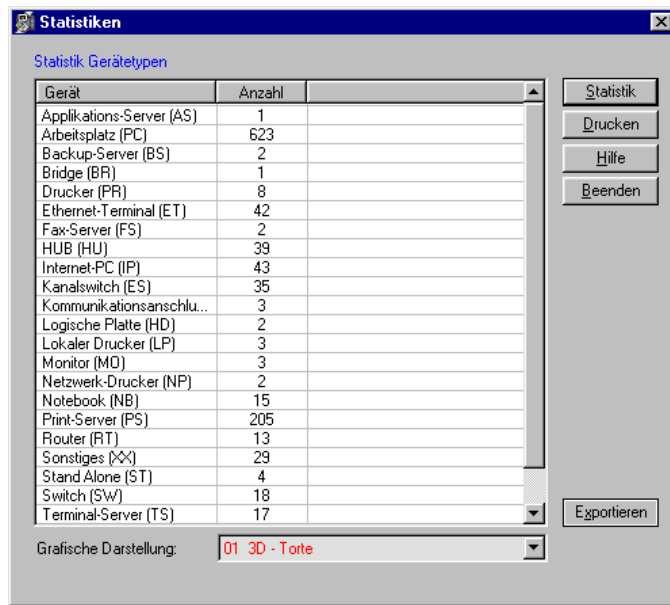 Statistiken
Statistik Gerätetypen
Gerät Anzahl
Applikations-Server (AS) 1
Arbeitsplatz (PC) 623
Backup-Server (BS) 2
Bridge (BR) 1
Drucker (PR) 8
Ethernet-Terminal (ET) 42
Fax-Server (FS) 2
HUB (HU) 39
Internet-PC (IP) 43
Kanalswitch (ES) 35
Kommunikationsanschlu... 3
Logische Platte (HD) 2
Lokaler Drucker (LP) 3
Monitor (MO) 3
Netzwerk-Drucker (NP) 2
Notebook (NB) 15
Print-Server (PS) 205
Router (RT) 13
Sonstiges (XX) 29
Stand Alone (ST) 4
Switch (SW) 18
Terminal-Server (TS) 17
Statistik
Drucken
Hilfe
Beenden
Exportieren
Grafische Darstellung: 01 3D - Torte